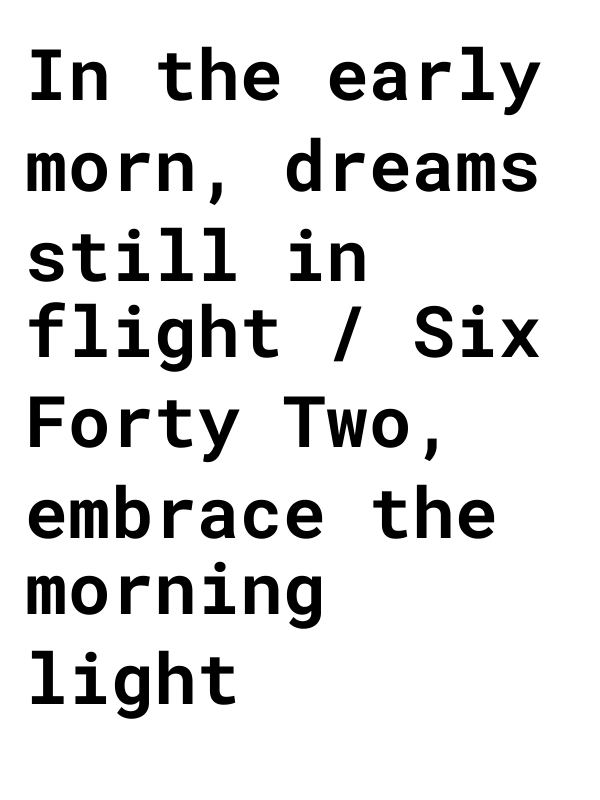 In the early
morn, dreams
still in
flight / Six
Forty Two,
embrace the
morning
light